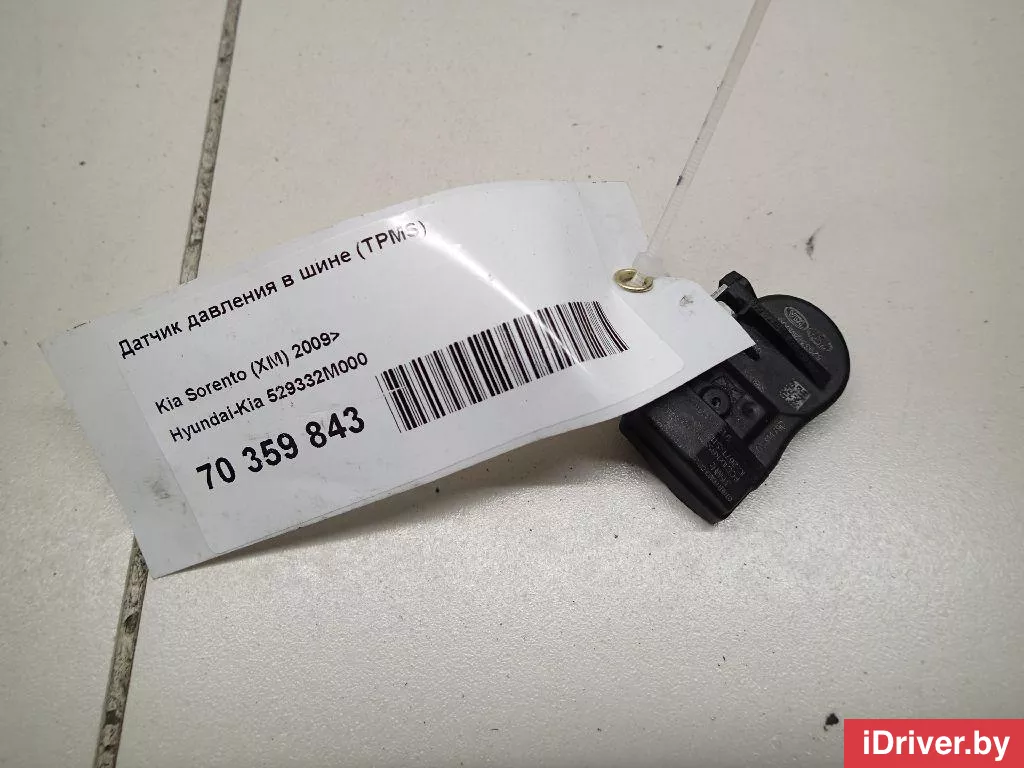 Датчик давления в шине (TPMS)
Kia Sorento (XM) 2009>
Hyundai-Kia 529332M000
70 359 843
iDriver.by